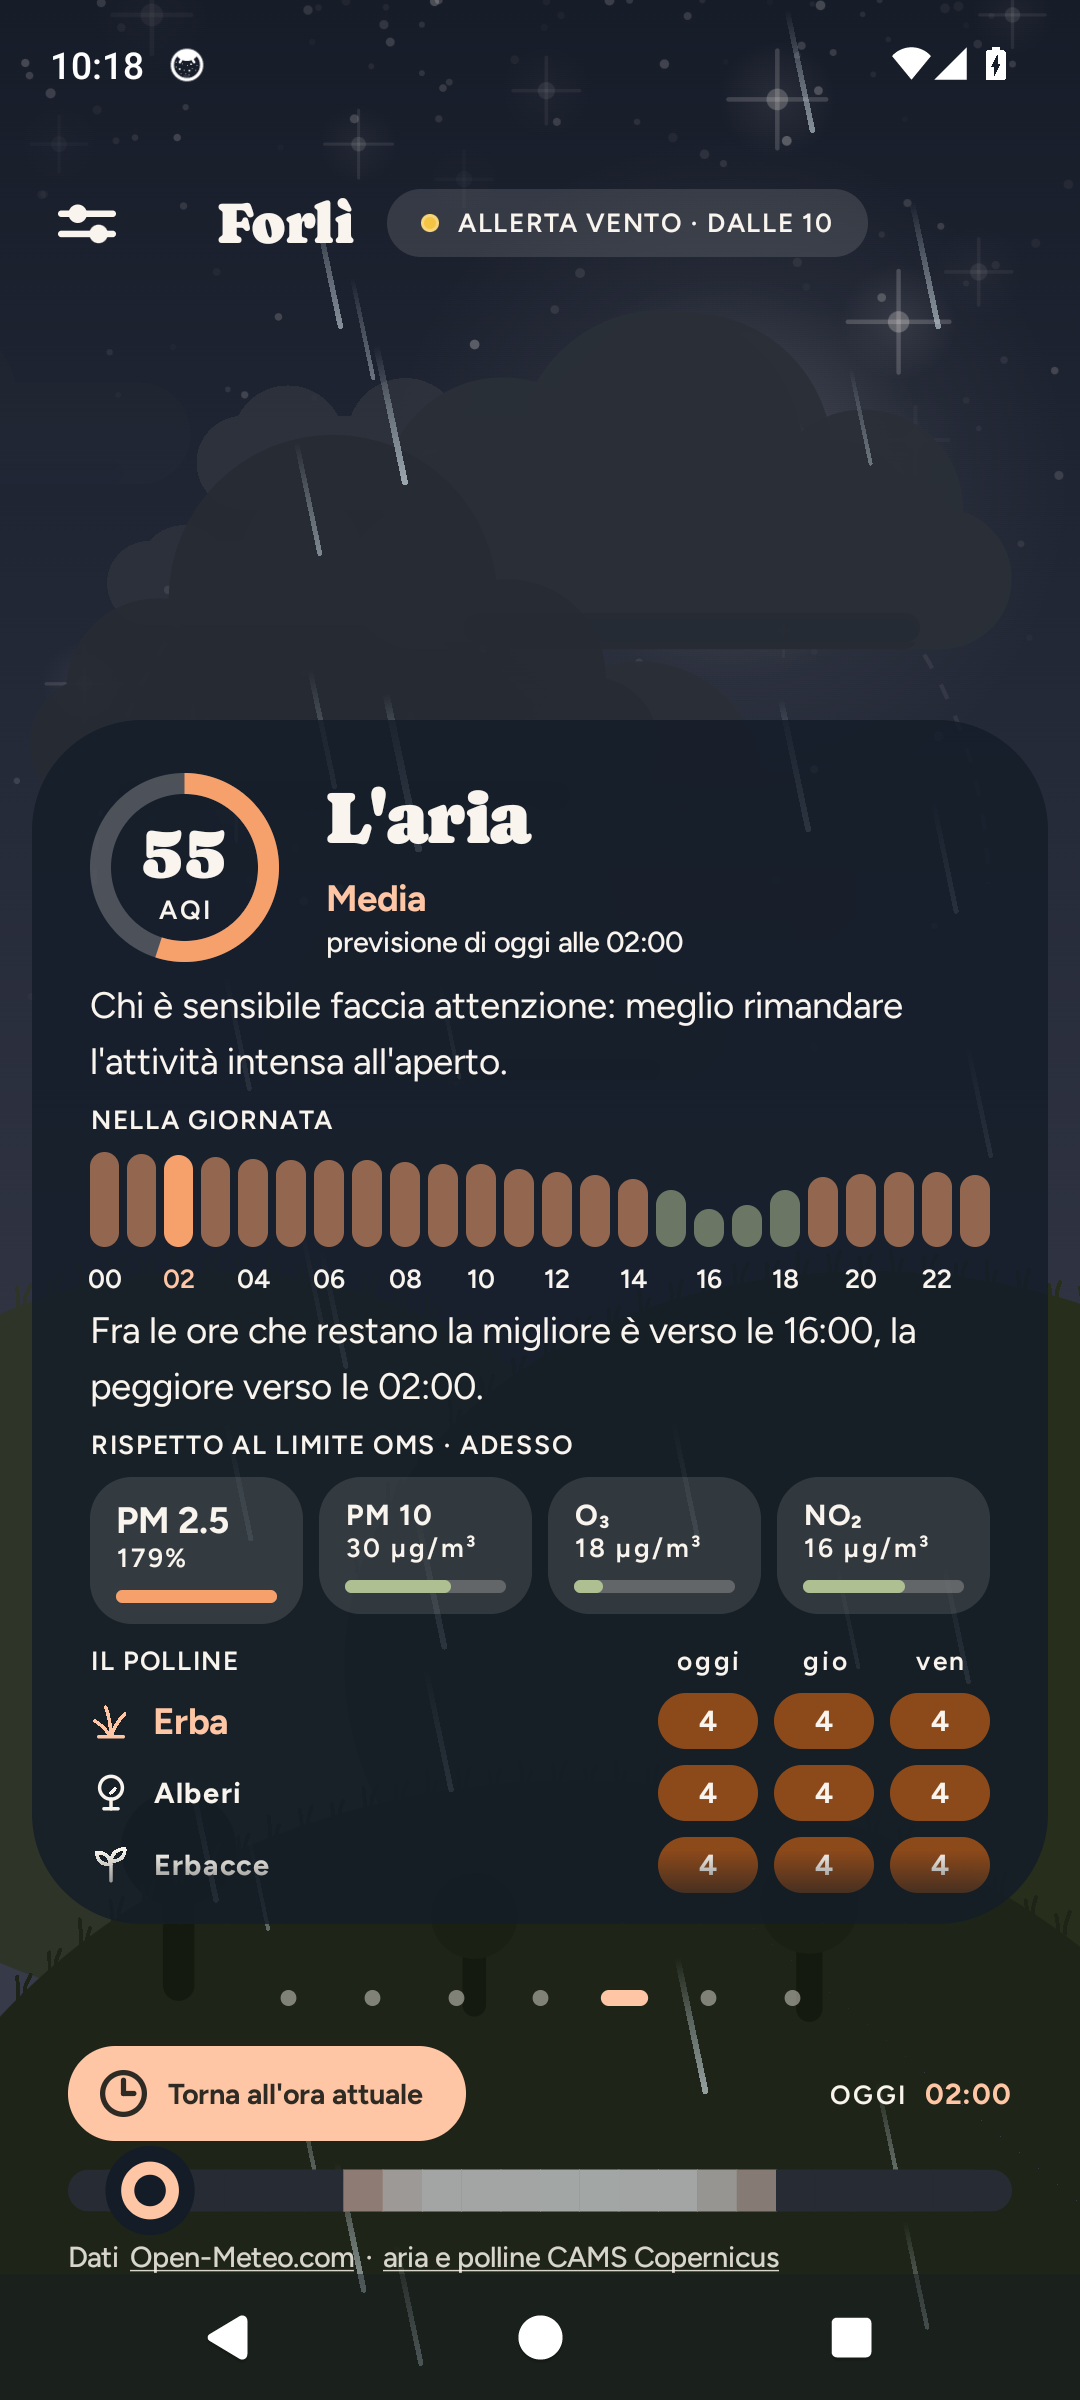 10:18
Forlì
ALLERTA VENTO · DALLE 10
55
AQI
L'aria
Media
previsione di oggi alle 02:00
Chi è sensibile faccia attenzione: meglio rimandare
l'attività intensa all'aperto.
NELLA GIORNATA
00 02 04 06 08 10 12 14 16 18 20 22
Fra le ore che restano la migliore è verso le 16:00, la
peggiore verso le 02:00.
RISPETTO AL LIMITE OMS · ADESSO
PM 2.5
179%
PM 10
30 µg/m³
O₃
18 µg/m³
NO₂
16 µg/m³
IL POLLINE oggi gio ven
Erba 4 4 4
Alberi 4 4 4
Erbacce 4 4 4
Torna all'ora attuale
OGGI 02:00
Dati Open-Meteo.com · aria e polline CAMS Copernicus